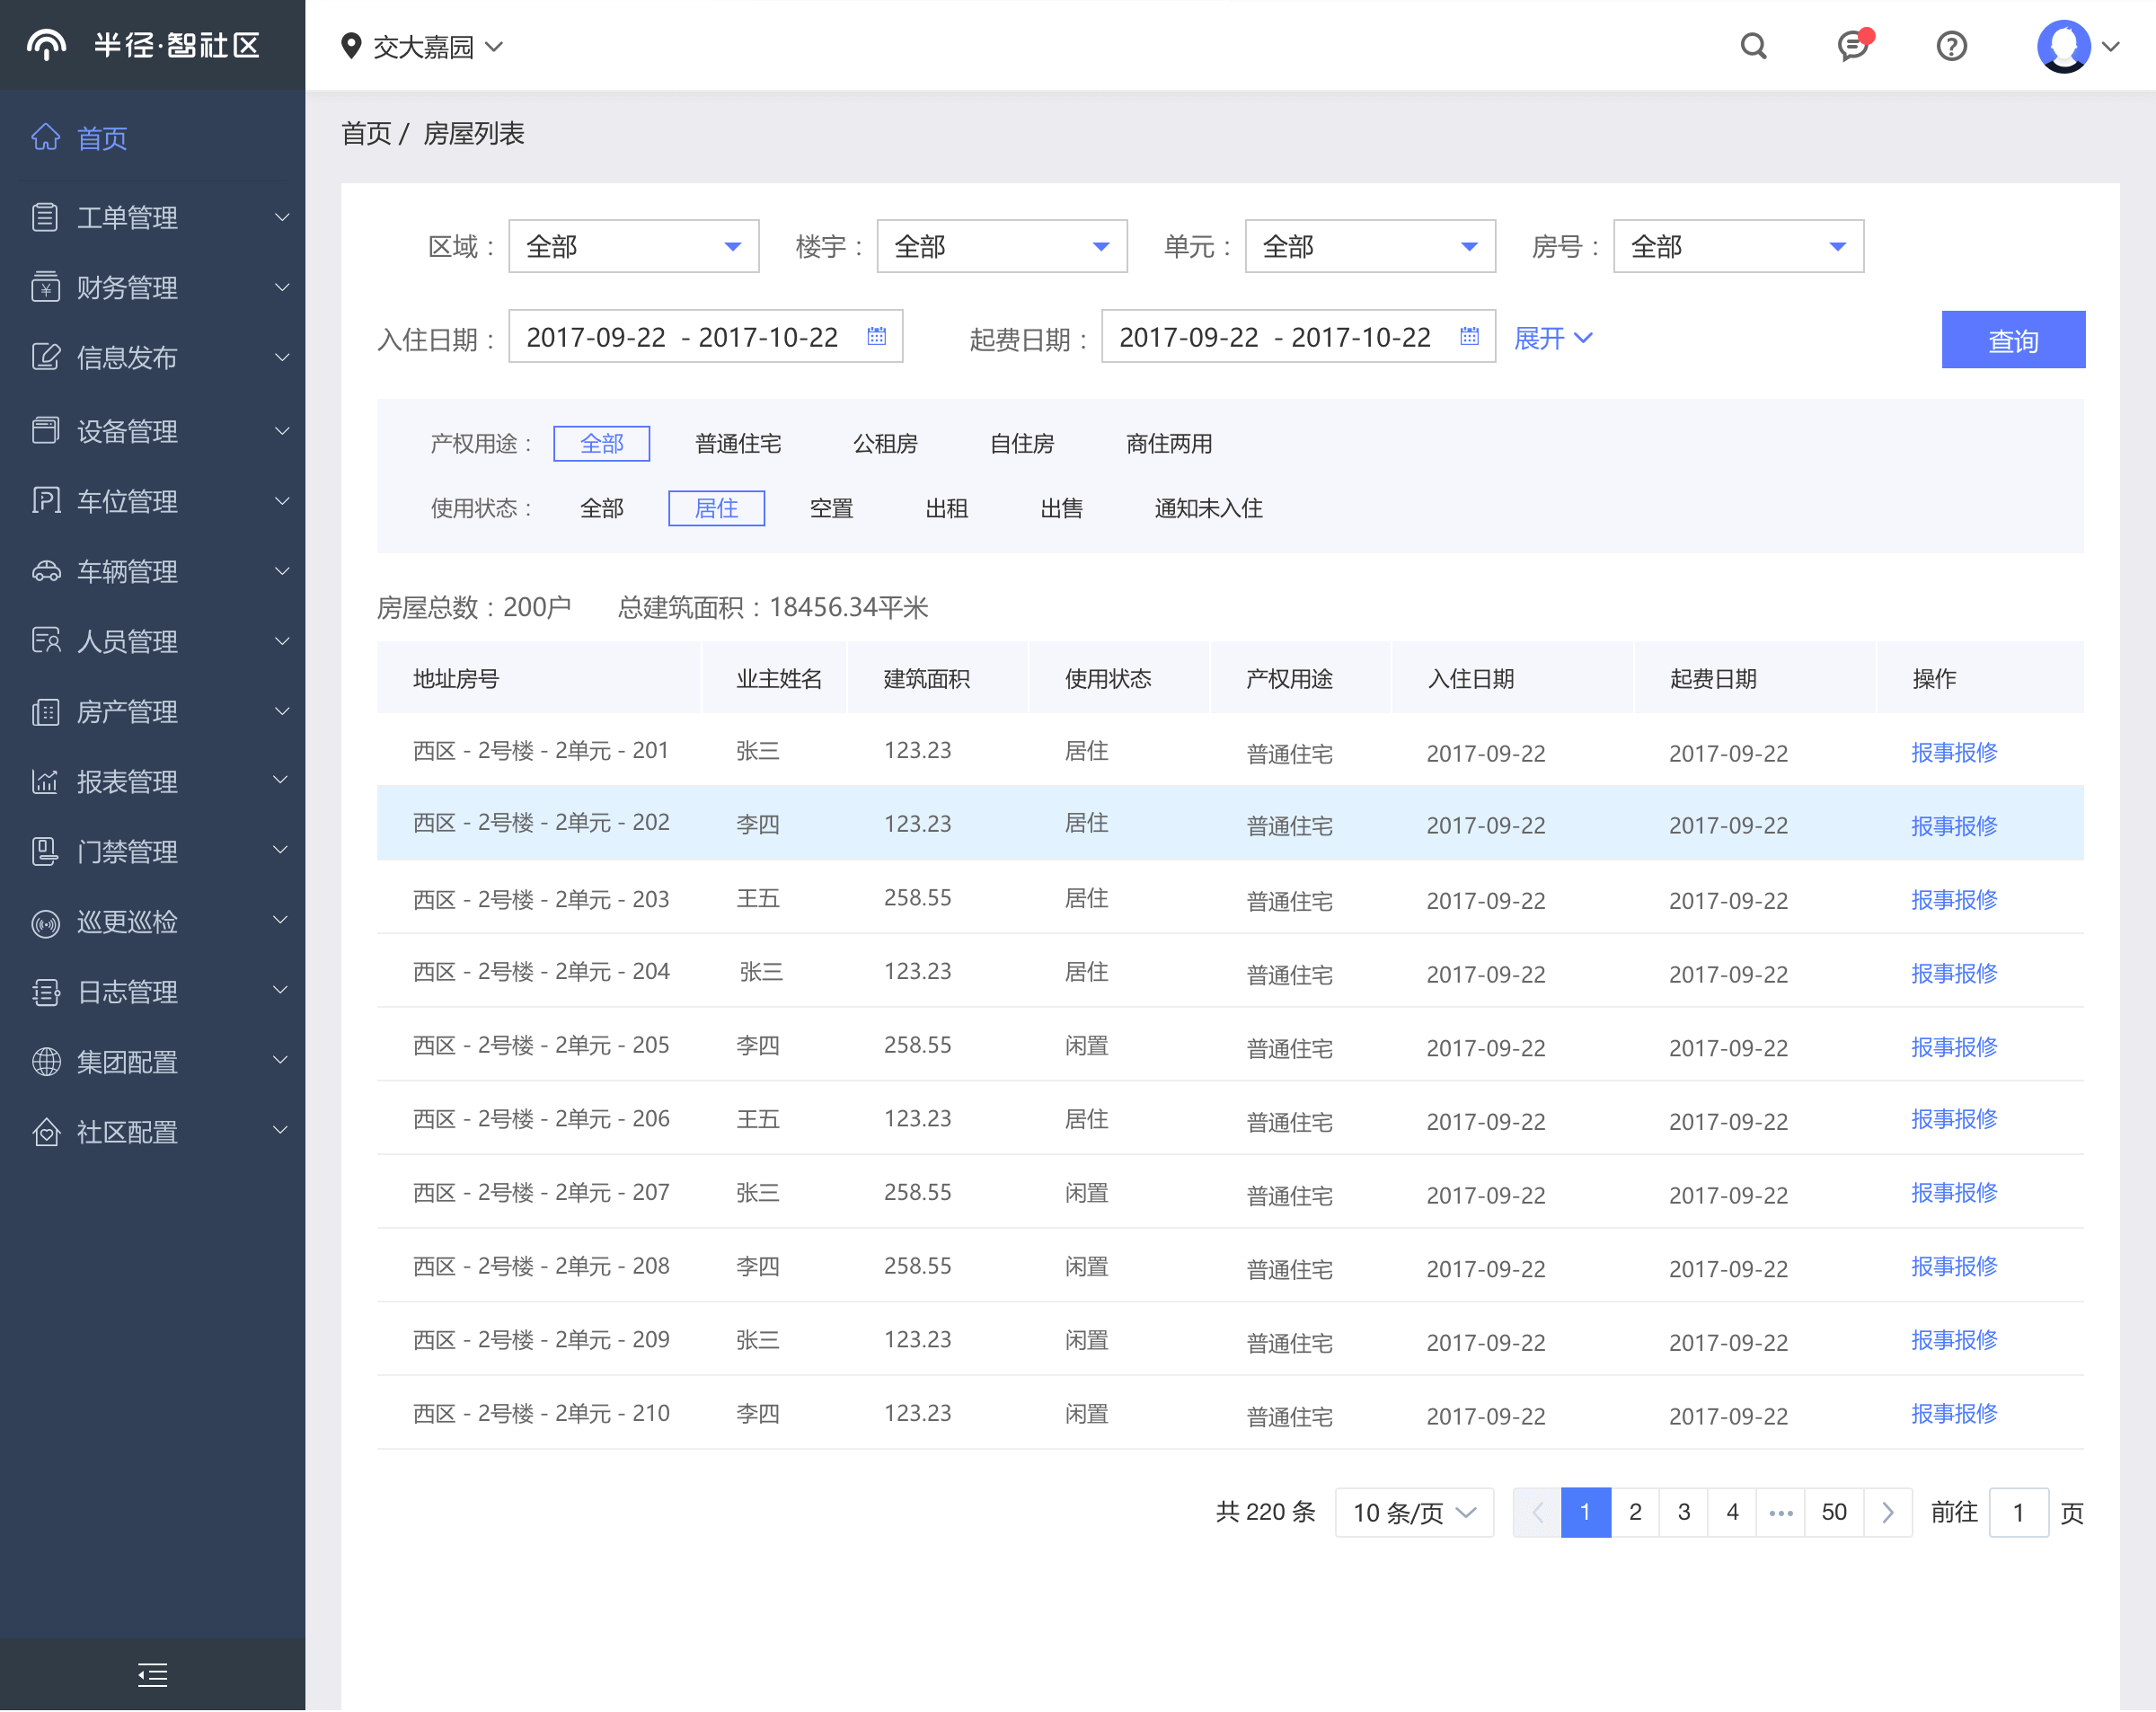 半径·智社区
交大嘉园
首页
工单管理
财务管理
信息发布
设备管理
车位管理
车辆管理
人员管理
房产管理
报表管理
门禁管理
巡更巡检
日志管理
集团配置
社区配置
首页 / 房屋列表
区域： 全部 楼宇： 全部 单元： 全部 房号： 全部
入住日期： 2017-09-22 - 2017-10-22 起费日期： 2017-09-22 - 2017-10-22 展开 查询
产权用途： 全部 普通住宅 公租房 自住房 商住两用
使用状态： 全部 居住 空置 出租 出售 通知未入住
房屋总数：200户 总建筑面积：18456.34平米
地址房号 业主姓名 建筑面积 使用状态 产权用途 入住日期 起费日期 操作
西区 - 2号楼 - 2单元 - 201 张三 123.23 居住 普通住宅 2017-09-22 2017-09-22 报事报修
西区 - 2号楼 - 2单元 - 202 李四 123.23 居住 普通住宅 2017-09-22 2017-09-22 报事报修
西区 - 2号楼 - 2单元 - 203 王五 258.55 居住 普通住宅 2017-09-22 2017-09-22 报事报修
西区 - 2号楼 - 2单元 - 204 张三 123.23 居住 普通住宅 2017-09-22 2017-09-22 报事报修
西区 - 2号楼 - 2单元 - 205 李四 258.55 闲置 普通住宅 2017-09-22 2017-09-22 报事报修
西区 - 2号楼 - 2单元 - 206 王五 123.23 居住 普通住宅 2017-09-22 2017-09-22 报事报修
西区 - 2号楼 - 2单元 - 207 张三 258.55 闲置 普通住宅 2017-09-22 2017-09-22 报事报修
西区 - 2号楼 - 2单元 - 208 李四 258.55 闲置 普通住宅 2017-09-22 2017-09-22 报事报修
西区 - 2号楼 - 2单元 - 209 张三 123.23 闲置 普通住宅 2017-09-22 2017-09-22 报事报修
西区 - 2号楼 - 2单元 - 210 李四 123.23 闲置 普通住宅 2017-09-22 2017-09-22 报事报修
共 220 条 10 条/页 1 2 3 4 ••• 50 前往 1 页